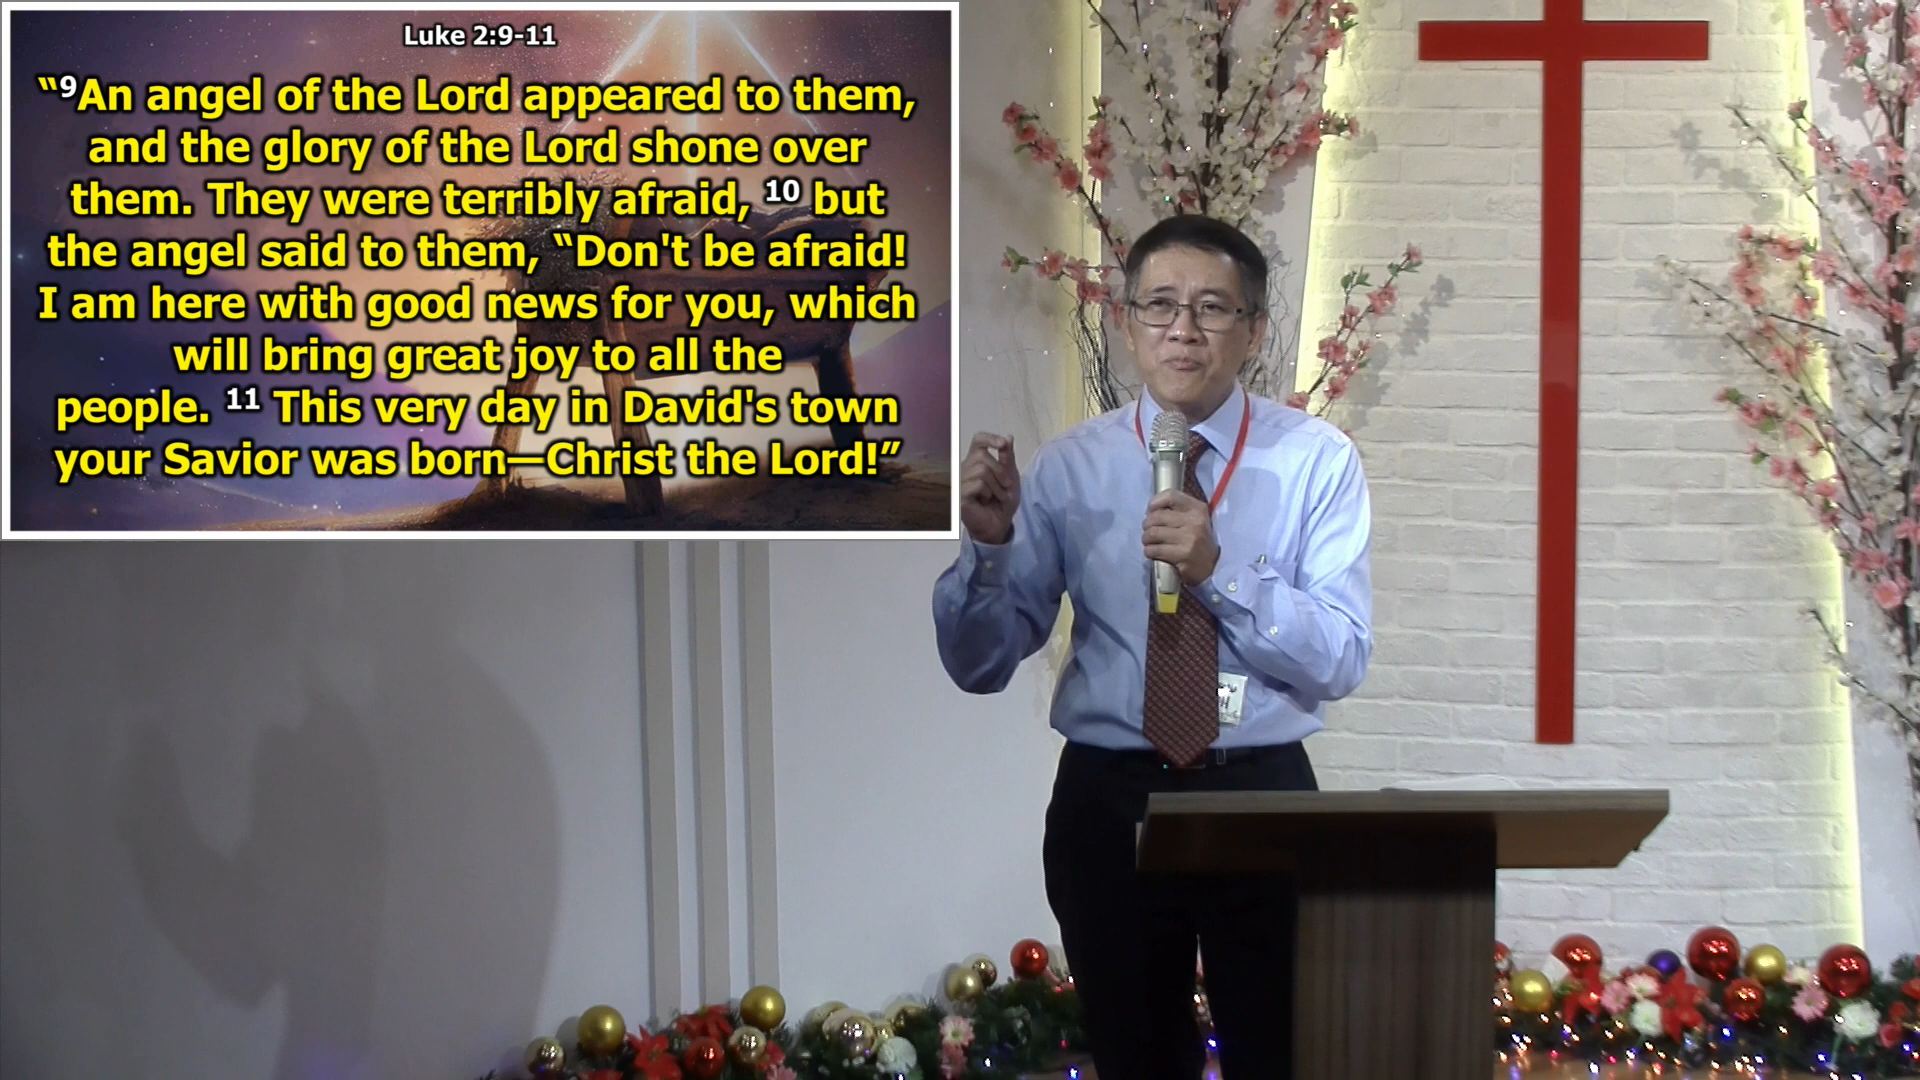 Luke 2:9-11
“9An angel of the Lord appeared to them,
and the glory of the Lord shone over
them. They were terribly afraid, 10 but
the angel said to them, “Don't be afraid!
I am here with good news for you, which
will bring great joy to all the
people. 11 This very day in David's town
your Savior was born—Christ the Lord!”